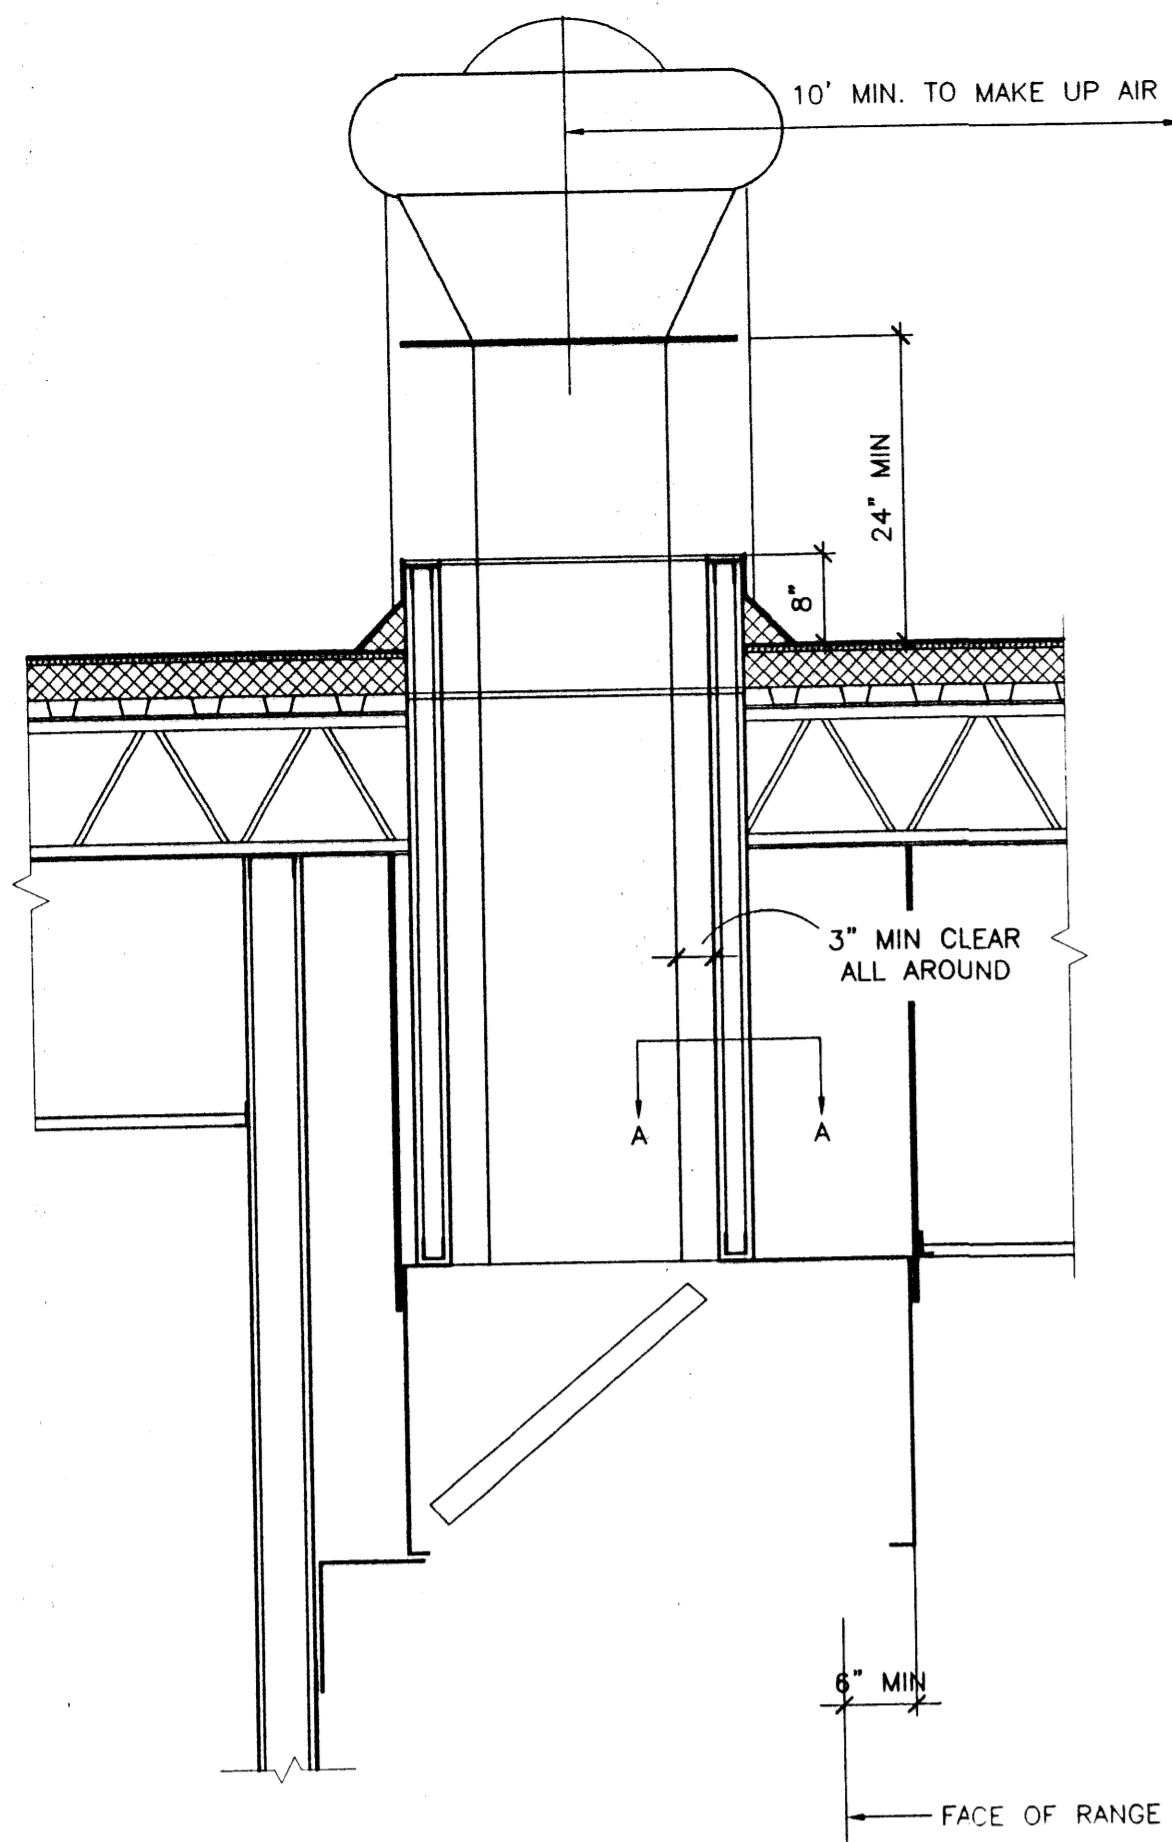 10' MIN. TO MAKE UP AIR
24" MIN
8"
3" MIN CLEAR
ALL AROUND
A A
6" MIN
FACE OF RANGE